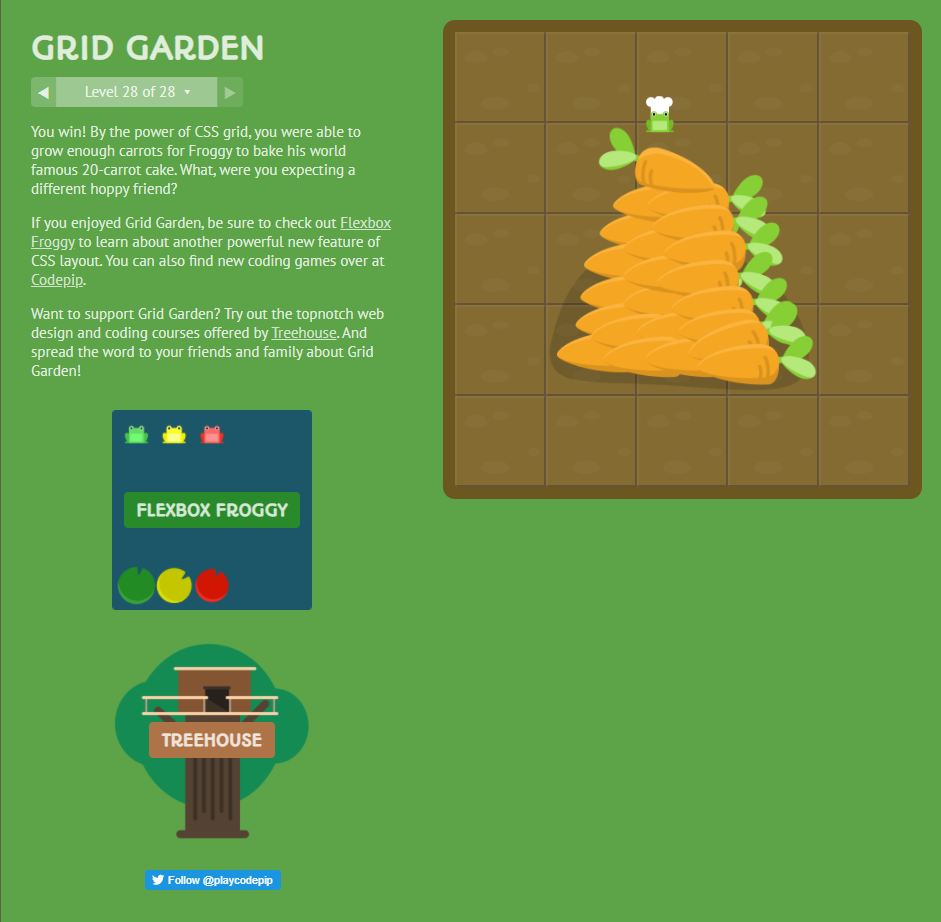 GRID GARDEN
Level 28 of 28
You win! By the power of CSS grid, you were able to
grow enough carrots for Froggy to bake his world
famous 20-carrot cake. What, were you expecting a
different hoppy friend?
If you enjoyed Grid Garden, be sure to check out Flexbox
Froggy to learn about another powerful new feature of
CSS layout. You can also find new coding games over at
Codepip.
Want to support Grid Garden? Try out the topnotch web
design and coding courses offered by Treehouse. And
spread the word to your friends and family about Grid
Garden!
FLEXBOX FROGGY
TREEHOUSE
Follow @playcodepip